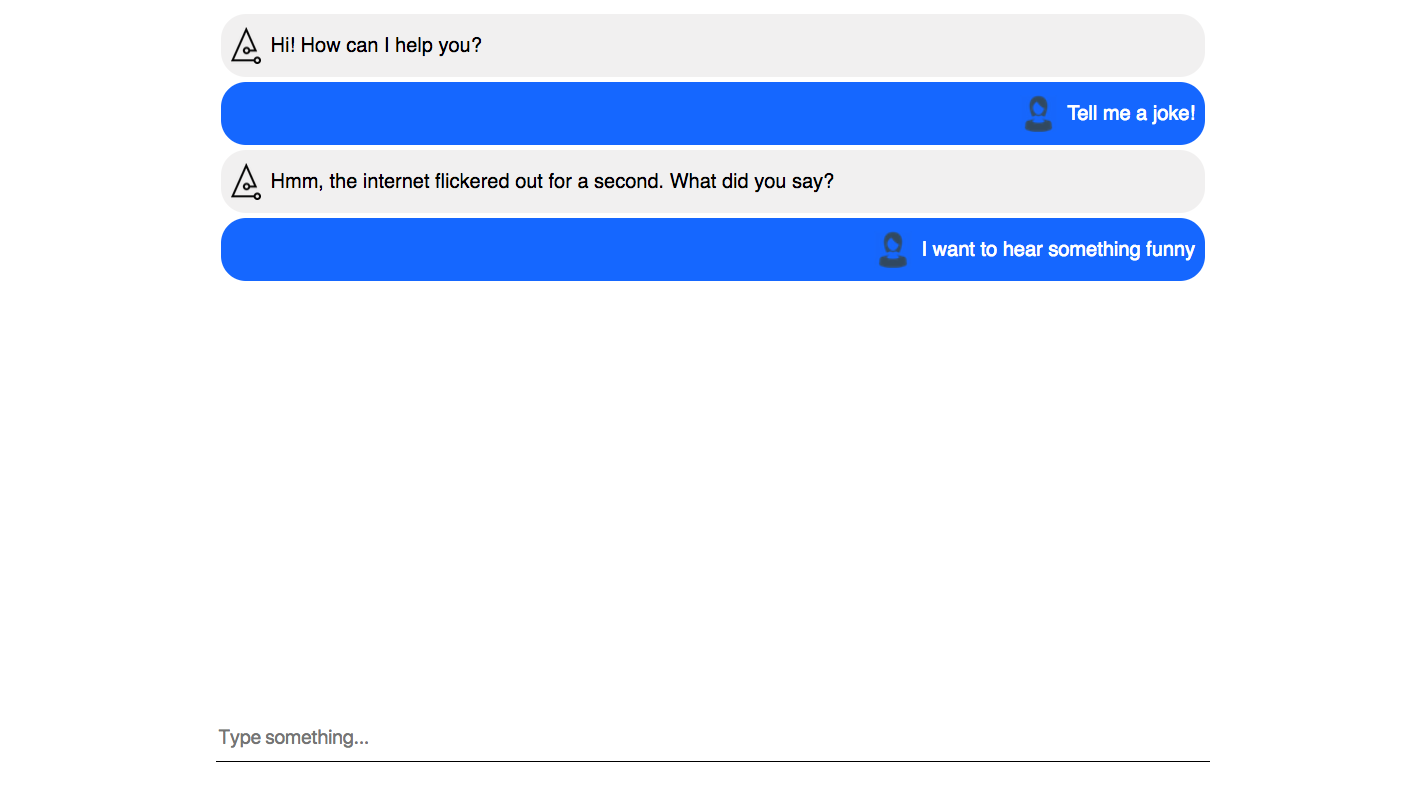 Hi! How can I help you?
Tell me a joke!
Hmm, the internet flickered out for a second. What did you say?
I want to hear something funny
Type something...